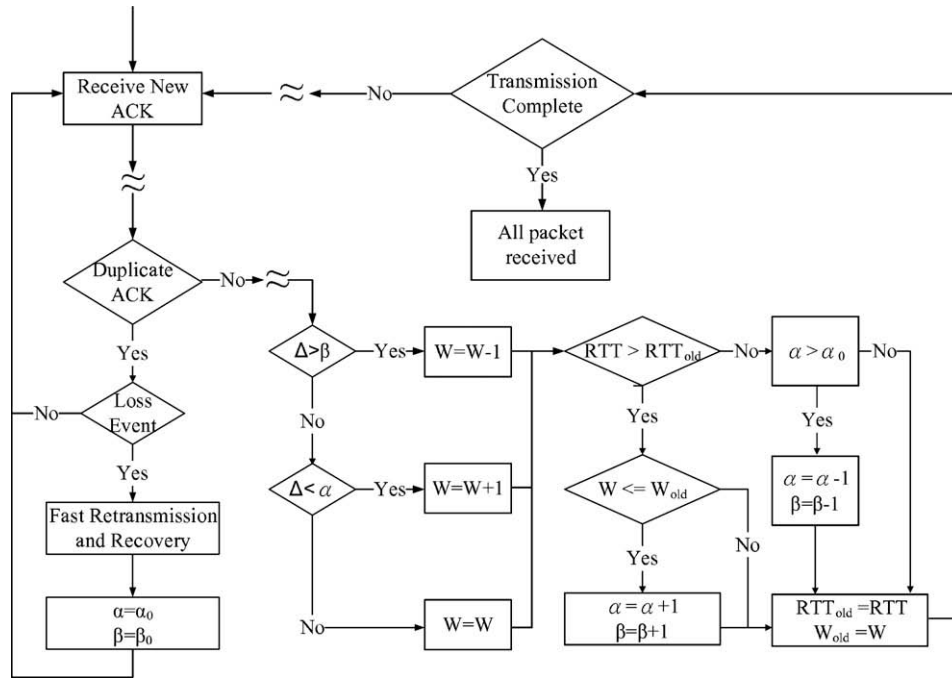 Receive New
ACK
≈
No
Transmission
Complete
Yes
All packet
received
≈
Duplicate
ACK
No
≈
Yes
Loss
Event
No
Yes
Fast Retransmission
and Recovery
α=α₀
β=β₀
Δ>β
Yes
W=W-1
No
Δ< α
Yes
W=W+1
No
W=W
RTT > RTTold
No
α > α₀
No
Yes
Yes
W <= Wold
α = α -1
β=β-1
No
Yes
α = α +1
β=β+1
RTTold =RTT
Wold =W